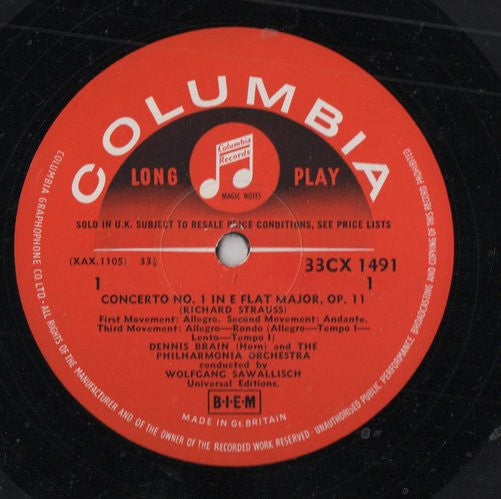 COLUMBIA
Columbia
Records
LONG PLAY
MAGIC NOTES
SOLD IN U.K. SUBJECT TO RESALE PRICE CONDITIONS, SEE PRICE LISTS
(XAX.1105) 33⅓ 33CX 1491
1 1
CONCERTO NO. 1 IN E FLAT MAJOR, OP. 11
(RICHARD STRAUSS)
First Movement: Allegro. Second Movement: Andante.
Third Movement: Allegro—Rondo (Allegro—Tempo I—
Lento—Tempo I)
DENNIS BRAIN (Horn) and THE
PHILHARMONIA ORCHESTRA
conducted by
WOLFGANG SAWALLISCH
Universal Editions.
B·I·E·M
MADE IN Gt. BRITAIN
COLUMBIA GRAPHOPHONE CO. LTD. · ALL RIGHTS OF THE MANUFACTURER AND OF THE OWNER OF THE RECORDED WORK RESERVED · UNAUTHORISED PUBLIC PERFORMANCE BROADCASTING AND COPYING OF THIS RECORD PROHIBITED